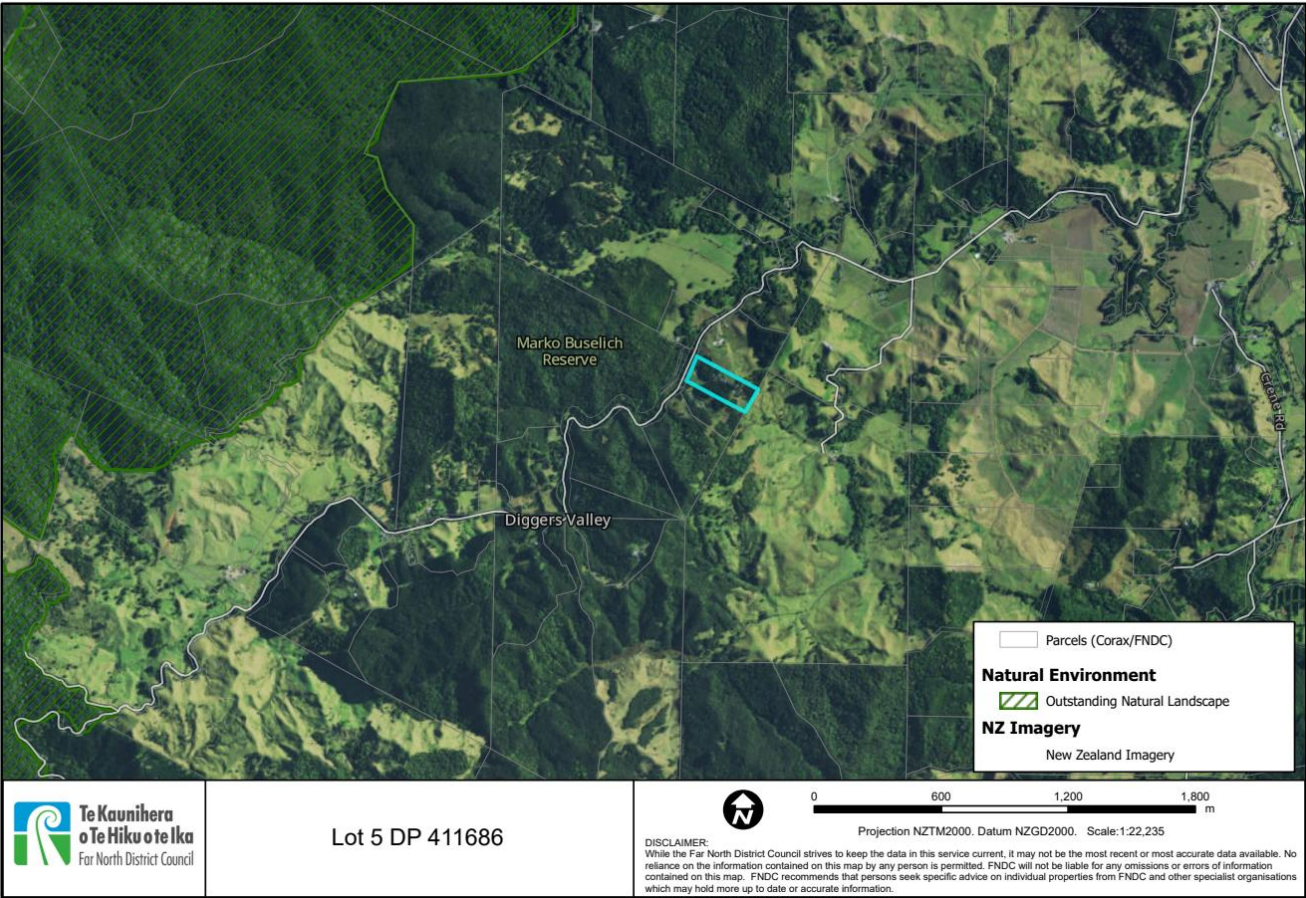 Marko Buselich
Reserve
Diggers Valley
Crene Rd
Parcels (Corax/FNDC)
Natural Environment
Outstanding Natural Landscape
NZ Imagery
New Zealand Imagery
Te Kaunihera
o Te Hiku o te Ika
Far North District Council
Lot 5 DP 411686
N
0 600 1,200 1,800
m
Projection NZTM2000. Datum NZGD2000. Scale:1:22,235
DISCLAIMER:
While the Far North District Council strives to keep the data in this service current, it may not be the most recent or most accurate data available. No
reliance on the information contained on this map by any person is permitted. FNDC will not be liable for any omissions or errors of information
contained on this map. FNDC recommends that persons seek specific advice on individual properties from FNDC and other specialist organisations
which may hold more up to date or accurate information.